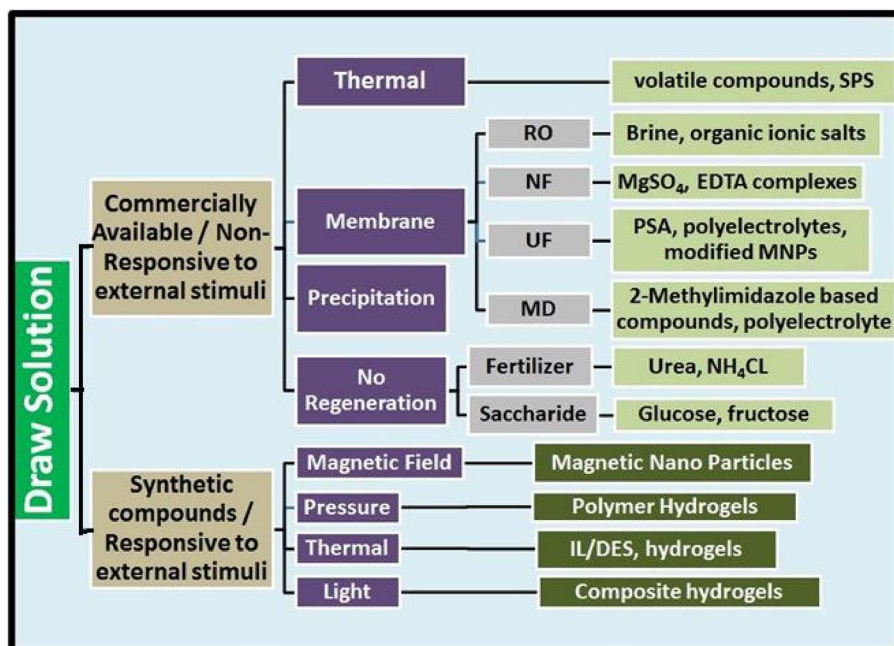 Draw Solution
Commercially
Available / Non-
Responsive to
external stimuli
Thermal
volatile compounds, SPS
Membrane
RO
Brine, organic ionic salts
NF
MgSO₄, EDTA complexes
UF
PSA, polyelectrolytes,
modified MNPs
MD
2-Methylimidazole based
compounds, polyelectrolyte
Precipitation
No
Regeneration
Fertilizer
Urea, NH₄CL
Saccharide
Glucose, fructose
Synthetic
compounds /
Responsive to
external stimuli
Magnetic Field
Magnetic Nano Particles
Pressure
Polymer Hydrogels
Thermal
IL/DES, hydrogels
Light
Composite hydrogels